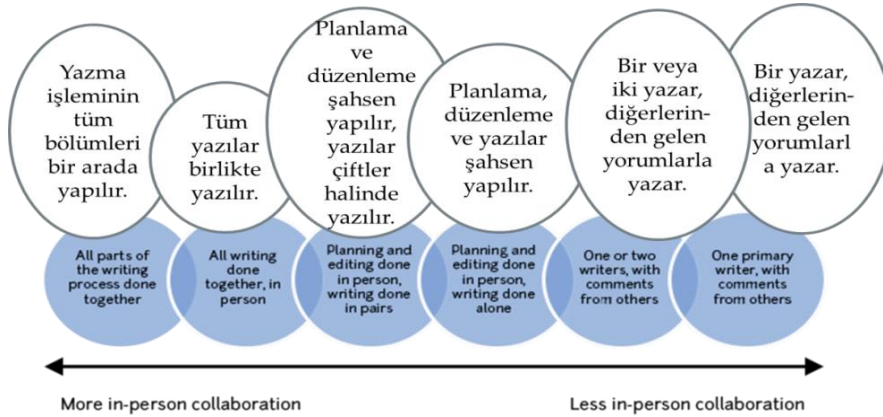 Yazma
işleminin
tüm
bölümleri
bir arada
yapılır.
Tüm
yazılar
birlikte
yazılır.
Planlama
ve
düzenleme
şahsen
yapılır,
yazılar
çiftler
halinde
yazılır.
Planlama,
düzenleme
ve yazılar
şahsen
yapılır.
Bir veya
iki yazar,
diğerlerin-
den gelen
yorumlarla
yazar.
Bir yazar,
diğerlerin-
den gelen
yorumlarl
a yazar.
All parts of
the writing
process done
together
All writing
done
together, in
person
Planning and
editing done
in person,
writing done
in pairs
Planning and
editing done
in person,
writing done
alone
One or two
writers, with
comments
from others
One primary
writer, with
comments
from others
More in-person collaboration
Less in-person collaboration